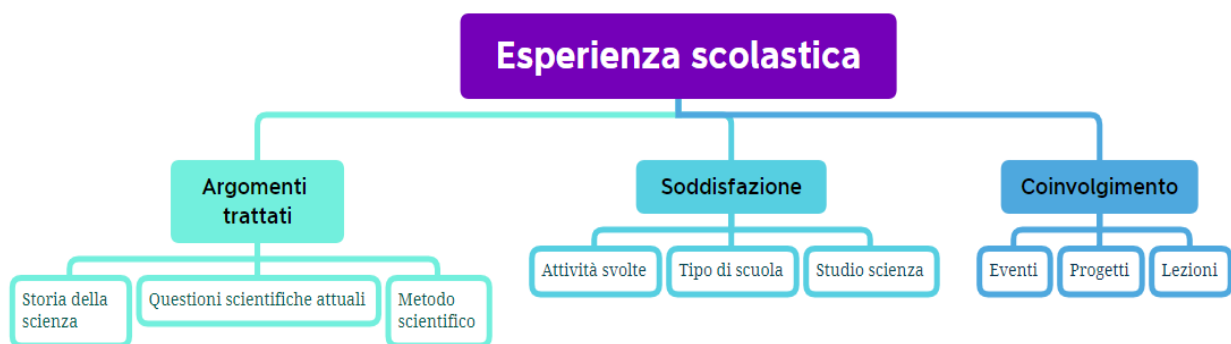 Esperienza scolastica
Argomenti
trattati
Soddisfazione
Coinvolgimento
Storia della
scienza
Questioni scientifiche attuali
Metodo
scientifico
Attività svolte
Tipo di scuola
Studio scienza
Eventi
Progetti
Lezioni